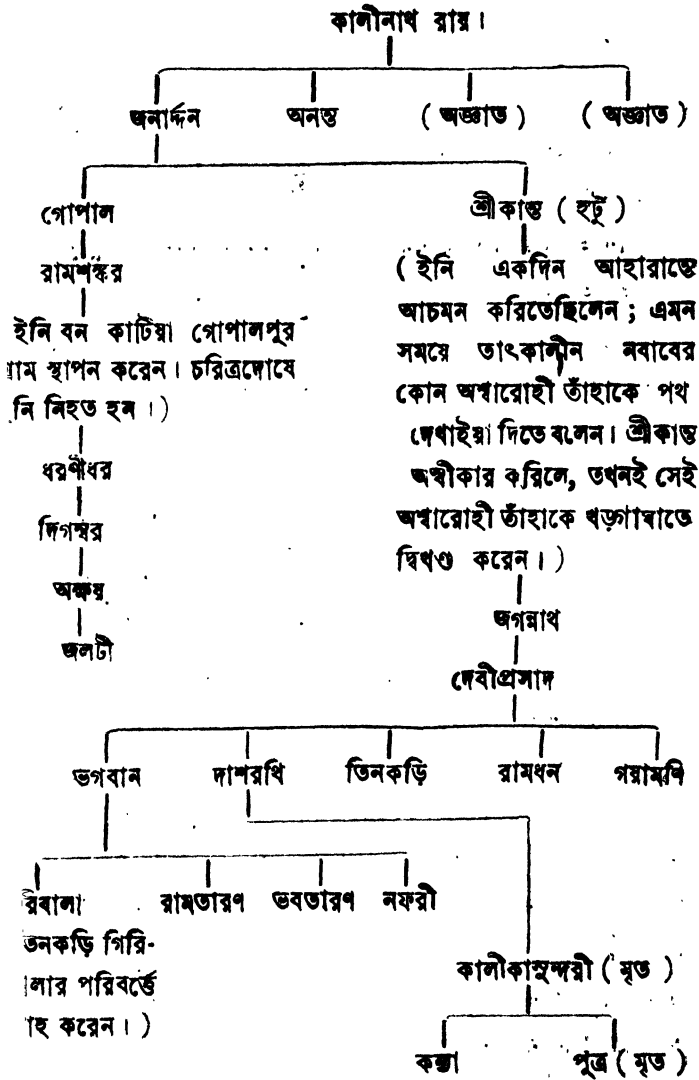 কালীনাথ রায়।
জনার্দ্দন অনন্ত (অজ্ঞাত) (অজ্ঞাত)
গোপাল শ্রীকান্ত (হটু)
রামশঙ্কর
ইনি বন কাটিয়া গোপালপুর
স্থাপন করেন। চরিত্রদোষে
নিহত হন।)
ধরণীধর
দিগম্বর
অক্ষয়
জলটী
(ইনি একদিন আহারান্তে
আচমন করিতেছিলেন; এমন
সময়ে তাৎকালীন নবাবের
কোন অশ্বারোহী তাঁহাকে পথ
দেখাইয়া দিতে বলেন। শ্রীকান্ত
অস্বীকার করিলে, তখনই সেই
অশ্বারোহী তাঁহাকে খড়্গাঘাতে
দ্বিখণ্ড করেন।)
জগন্নাথ
দেবীপ্রসাদ
ভগবান দাশরথি তিনকড়ি রামধন গয়ামণি
রামতারণ ভবতারণ নফরী
গিরি-
পরিবর্ত্তে
করেন।)
কালীকাসুন্দরী (মৃত)
কন্যা পুত্র (মৃত)